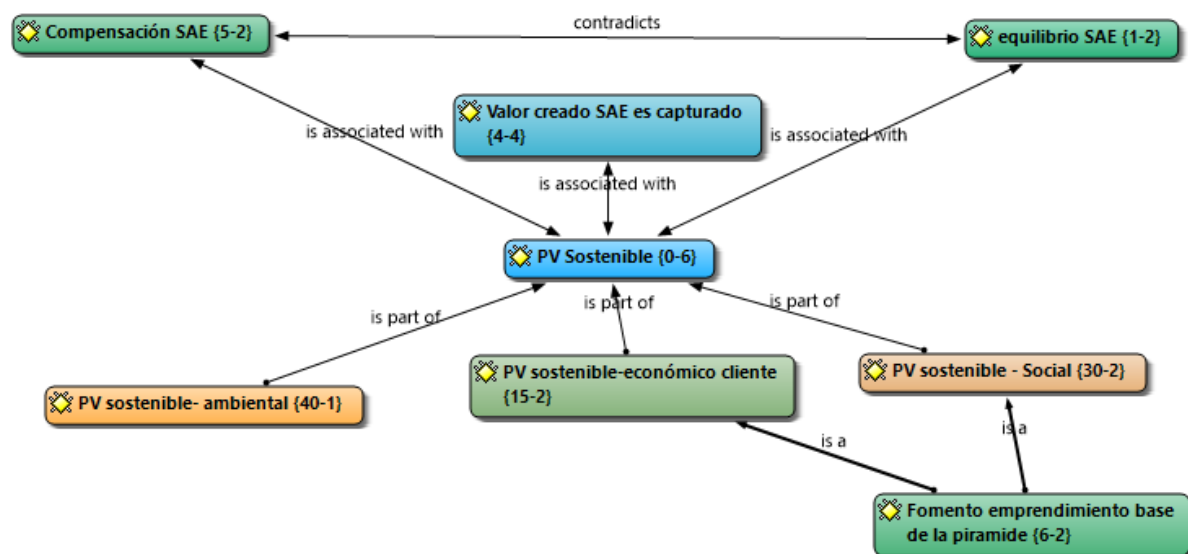 contradicts
Compensación SAE {5-2}
equilibrio SAE {1-2}
Valor creado SAE es capturado
{4-4}
is associated with
is associated with
is associated with
PV Sostenible {0-6}
is part of
is part of
is part of
PV sostenible- ambiental {40-1}
PV sostenible-económico cliente
{15-2}
PV sostenible - Social {30-2}
is a
is a
Fomento emprendimiento base
de la piramide {6-2}